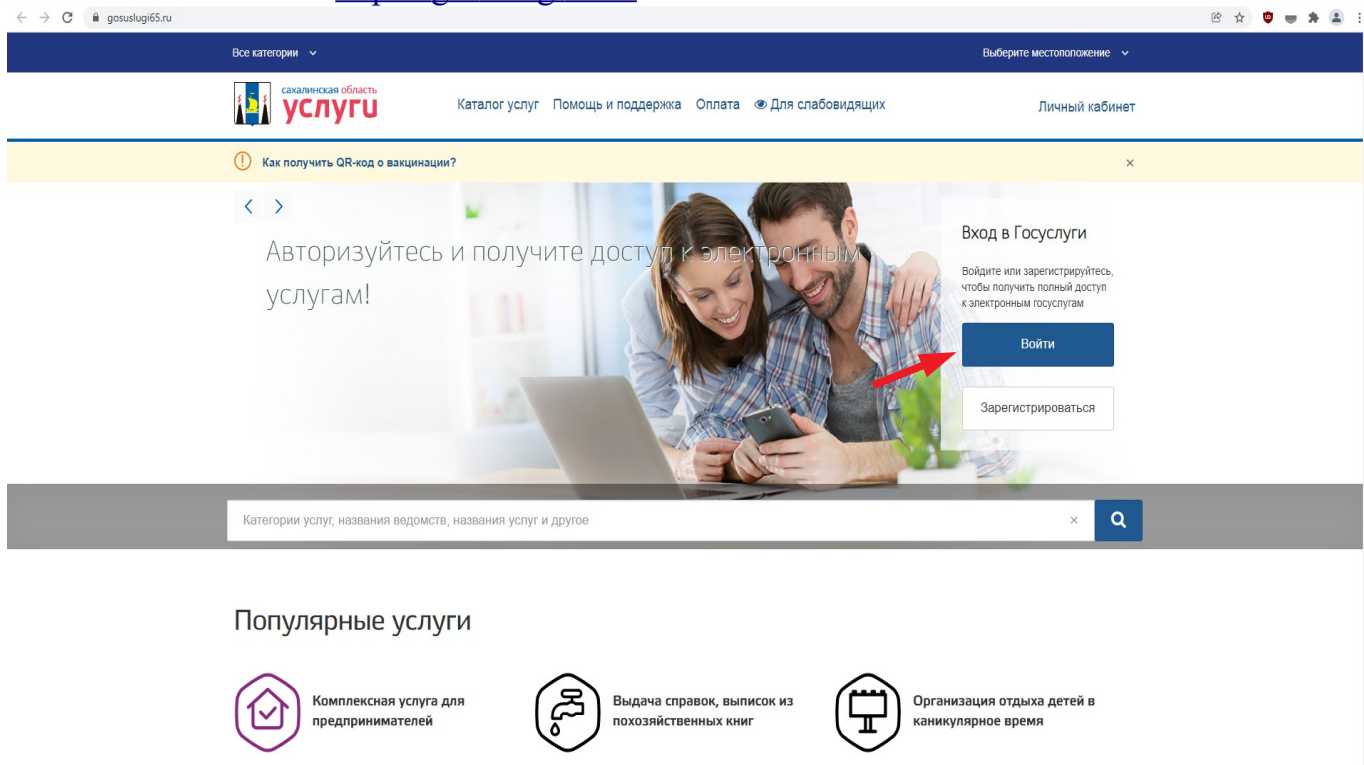 gosuslugi65.ru
Все категории
Выберите местоположение
сахалинская область
услуги
Каталог услуг Помощь и поддержка Оплата Для слабовидящих
Личный кабинет
Как получить QR-код о вакцинации?
Авторизуйтесь и получите доступ к электронным
услугам!
Вход в Госуслуги
Войдите или зарегистрируйтесь,
чтобы получить полный доступ
к электронным госуслугам
Войти
Зарегистрироваться
Категории услуг, названия ведомств, названия услуг и другое
Популярные услуги
Комплексная услуга для
предпринимателей
Выдача справок, выписок из
похозяйственных книг
Организация отдыха детей в
каникулярное время